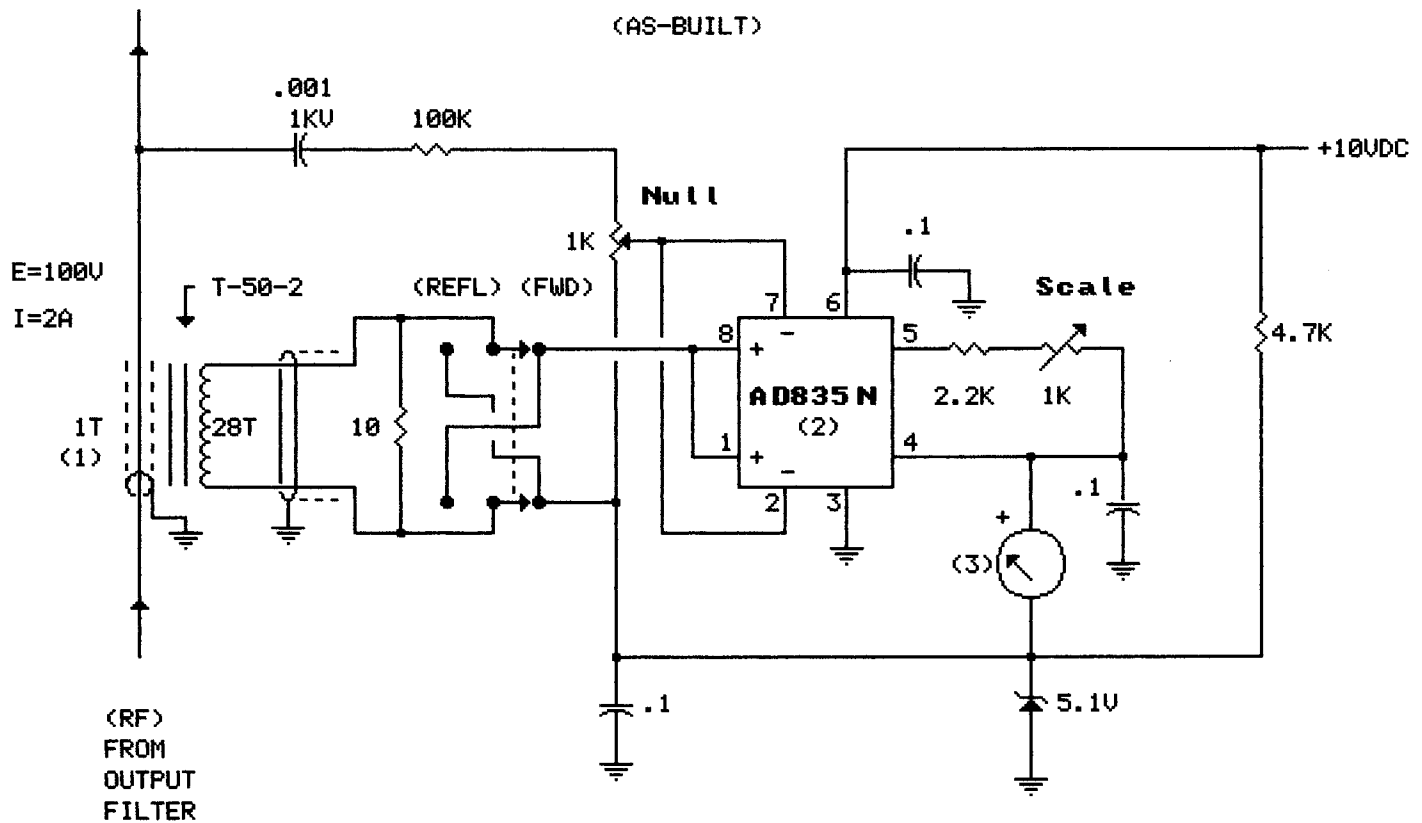 (AS-BUILT)
.001
1KV
100K
+10VDC
Null
1K
.1
E=100V
I=2A
T-50-2
(REFL) (FWD)
Scale
7
6
8
-
5
+
4.7K
AD835N
(2)
2.2K
1K
1T
(1)
28T
10
1
+
-
4
2
3
.1
+
(3)
.1
5.1V
(RF)
FROM
OUTPUT
FILTER